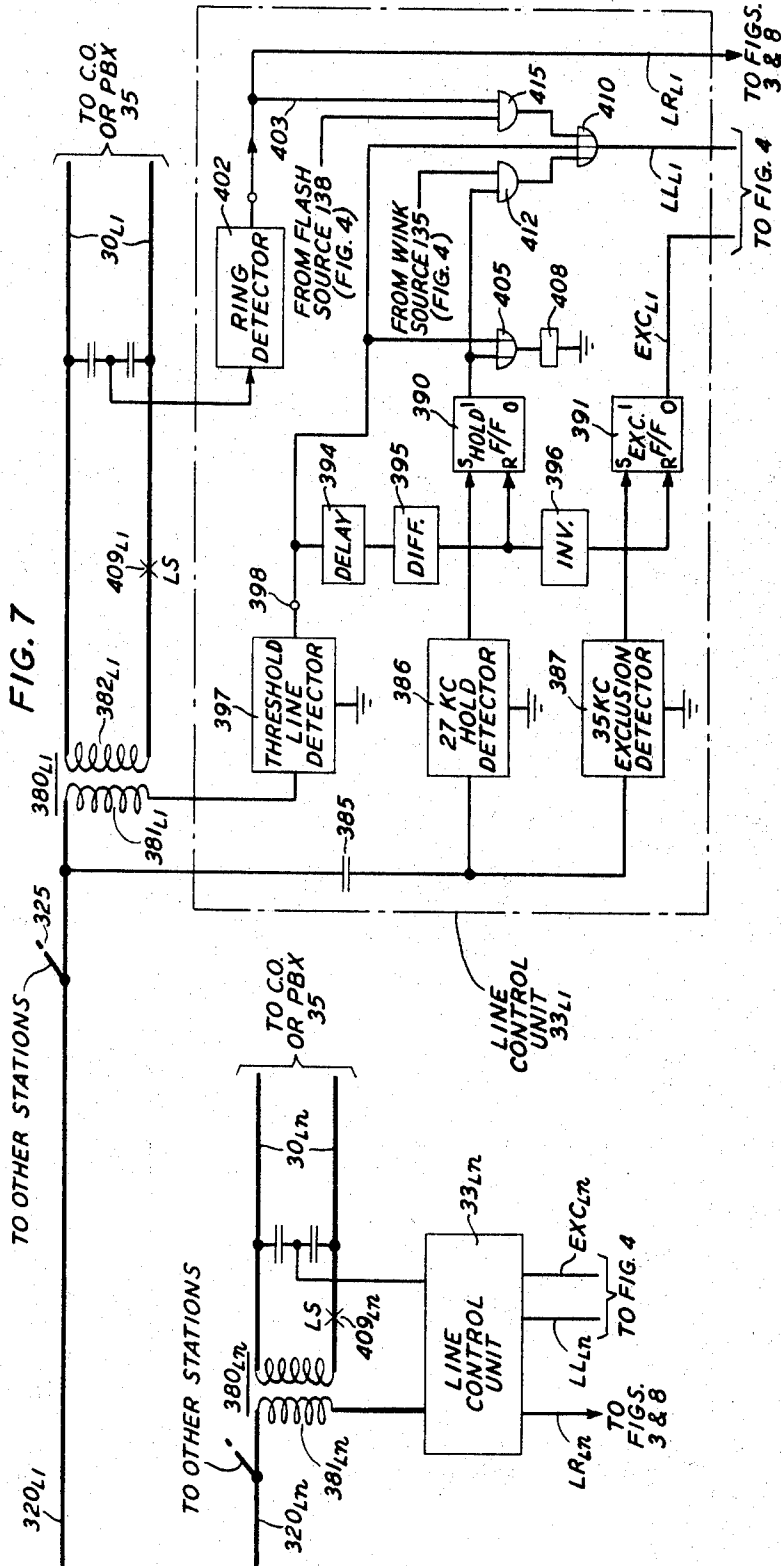 FIG. 7
320L1
TO OTHER STATIONS
325
380L1
381L1
382L1
409L1
LS
30L1
TO C.O.
OR PBX
35
385
THRESHOLD
LINE
DETECTOR
397
398
DELAY
394
DIFF.
395
27 KC
HOLD
DETECTOR
386
35KC
EXCLUSION
DETECTOR
387
INV.
396
S
HOLD
F/F
R
1
0
390
S
EXC.
F/F
R
1
0
391
405
408
RING
DETECTOR
402
403
FROM FLASH
SOURCE 138
(FIG. 4)
FROM WINK
SOURCE 135
(FIG. 4)
412
415
410
EXCL1
LLL1
LRL1
TO FIG. 4
TO FIGS.
3 & 8
LINE
CONTROL
UNIT
33L1
320Ln
TO OTHER STATIONS
380Ln
381Ln
LS
409Ln
30Ln
TO C.O.
OR PBX
35
LINE
CONTROL
UNIT
33Ln
LRLn
LLLn
EXCLn
TO
FIGS.
3 & 8
TO FIG. 4